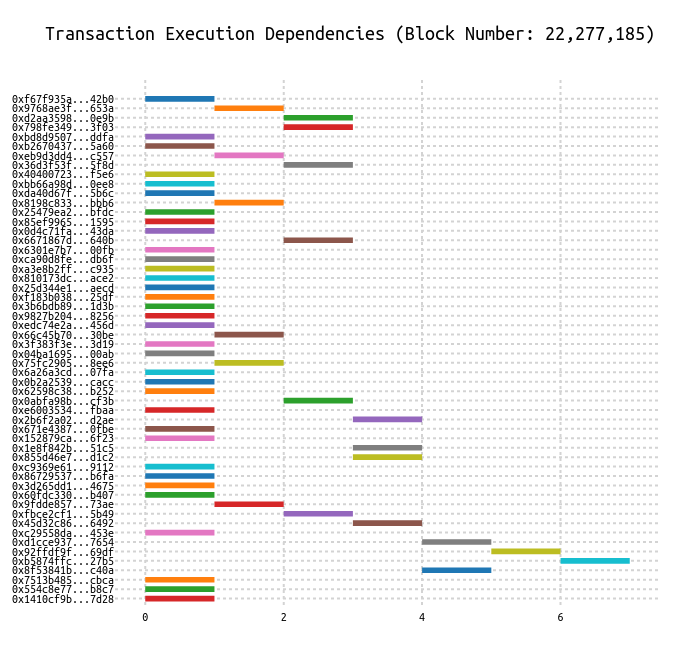 Transaction Execution Dependencies (Block Number: 22,277,185)
0xf67f935a...42b0
0x9768ae3f...653a
0xd2aa3598...0e9b
0x798fe349...3f03
0xbd8d9507...ddfa
0xb2670437...5a60
0xeb9d3dd4...c557
0x36d3f53f...5f8d
0x40400723...f5e6
0xbb66a98d...0ee8
0xda40d67f...5b6c
0x8198c833...bbb6
0x25479ea2...bfdc
0x85ef9965...1595
0x0d4c71fa...43da
0x6671867d...640b
0x6301e7b7...00fb
0xca90d8fe...db6f
0xa3e8b2ff...c935
0x810173dc...ace2
0x25d344e1...aecd
0xf183b038...25df
0x3b6bdb89...1d3b
0x9827b204...8256
0xedc74e2a...456d
0x66c45b70...30be
0x3f383f3e...3d19
0x04ba1695...00ab
0x75fc2905...8ee6
0x6a26a3cd...07fa
0x0b2a2539...cacc
0x62598c38...b252
0x0abfa98b...cf3b
0xe6003534...fbaa
0x2b6f2a02...d2ae
0x671e4387...0fbe
0x152879ca...6f23
0x1e8f842b...51c5
0x855d46e7...d1c2
0xc9369e61...9112
0x86729537...b6fa
0x3d265dd1...4675
0x60fdc330...b407
0x9fdde857...73ae
0xfbce2cf1...5b49
0x45d32c86...6492
0xc29558da...453e
0xd1cce937...7654
0x92ffdf9f...69df
0xb5874ffc...27b5
0x8f53841b...c40a
0x7513b485...cbca
0x554c8e77...b8c7
0x1410cf9b...7d28
0 2 4 6